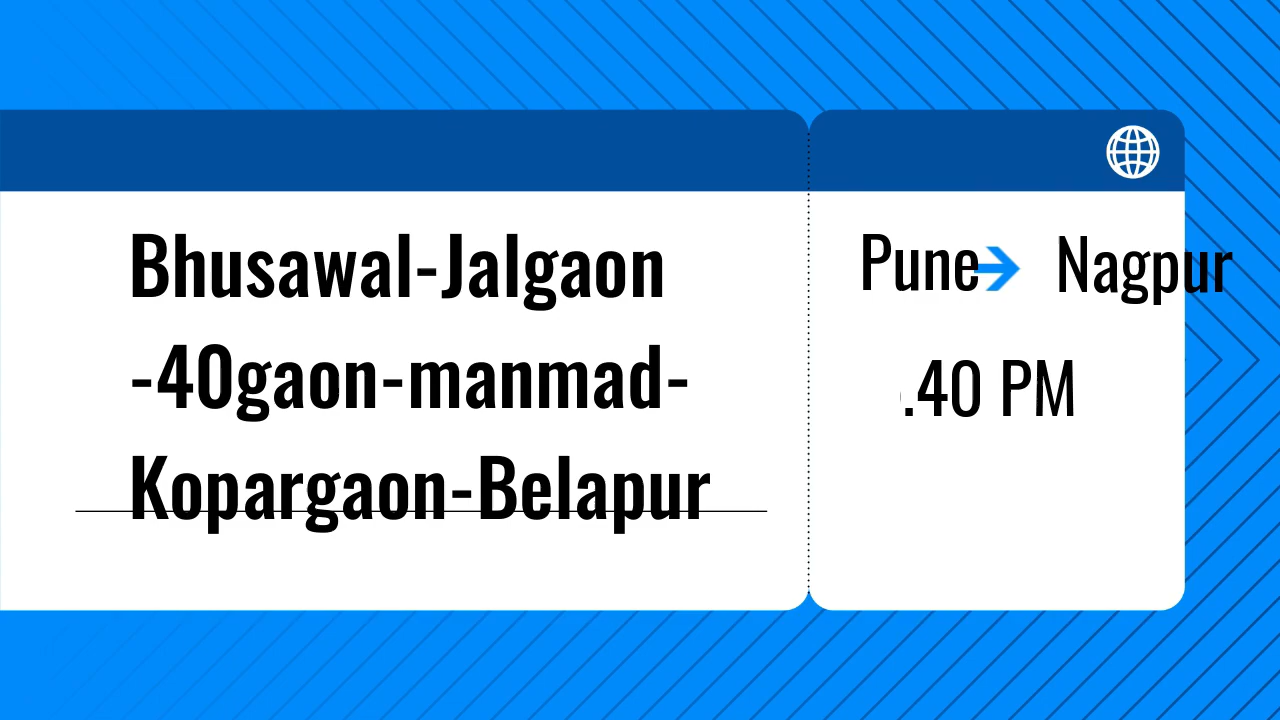 Bhusawal-Jalgaon
-40gaon-manmad-
Kopargaon-Belapur
Pune Nagpur
.40 PM